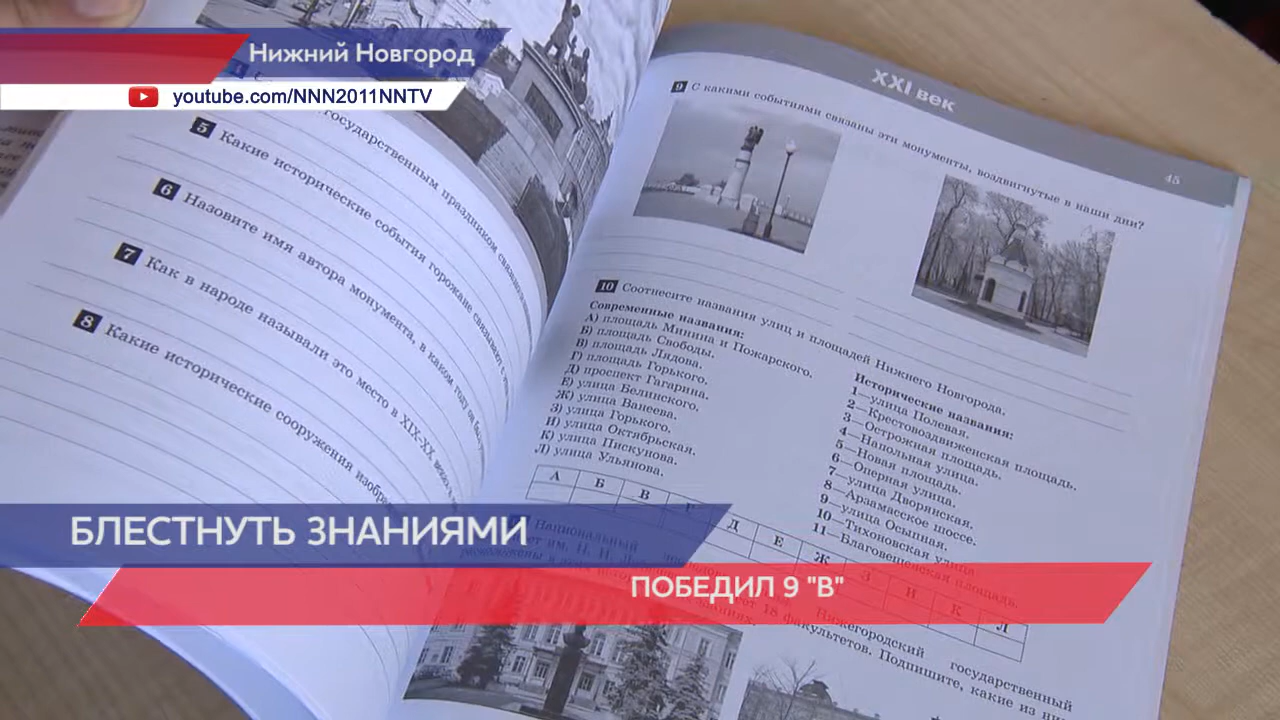 Нижний Новгород
youtube.com/NNN2011NNTV
государственным праздником
5 Какие исторические события горожане связывают с
6 Назовите имя автора монумента, в каком году он
7 Как в народе называли это место в XIX-XX
8 Какие исторические сооружения
XXI век
45
9 С какими событиями связаны эти монументы, воздвигнутые в наши дни?
10 Соотнесите названия улиц и площадей Нижнего Новгорода.
Современные названия:
А) площадь Минина и Пожарского.
Б) площадь Свободы.
В) площадь Лядова.
Г) площадь Горького.
Д) проспект Гагарина.
Е) улица Белинского.
Ж) улица Ванеева.
З) улица Горького.
И) улица Октябрьская.
К) улица Пискунова.
Л) улица Ульянова.
Исторические названия:
1—улица Полевая.
2—Крестовоздвиженская площадь.
3—Острожная площадь.
4—Напольная улица.
5—Новая площадь.
6—Оперная улица.
7—улица Дворянская.
8—Арзамасское шоссе.
9—улица Осыпная.
10—Тихоновская улица.
11—Благовещенская площадь.
А Б В Г Д Е Ж З И К Л
Национальный Нижегородский государственный
им. Н. И. 18 факультетов. Подпишите, какие из
БЛЕСТНУТЬ ЗНАНИЯМИ
ПОБЕДИЛ 9 "В"